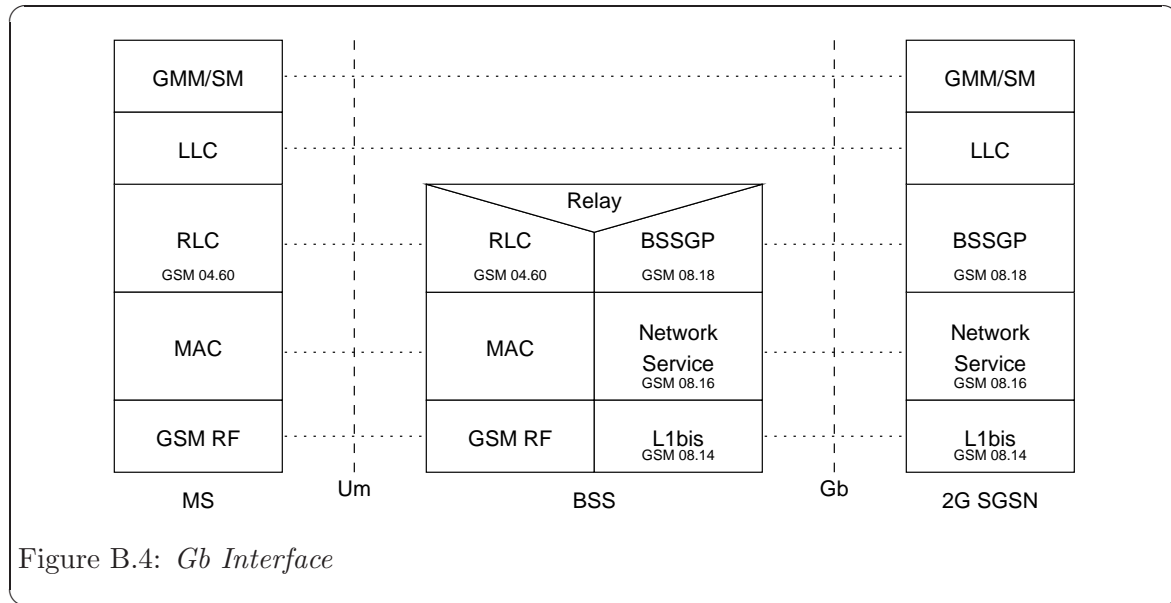 GMM/SM
GMM/SM
LLC
LLC
Relay
RLC
GSM 04.60
RLC
GSM 04.60
BSSGP
GSM 08.18
BSSGP
GSM 08.18
MAC
MAC
Network
Service
GSM 08.16
Network
Service
GSM 08.16
GSM RF
GSM RF
L1bis
GSM 08.14
L1bis
GSM 08.14
MS
Um
BSS
Gb
2G SGSN
Figure B.4: Gb Interface